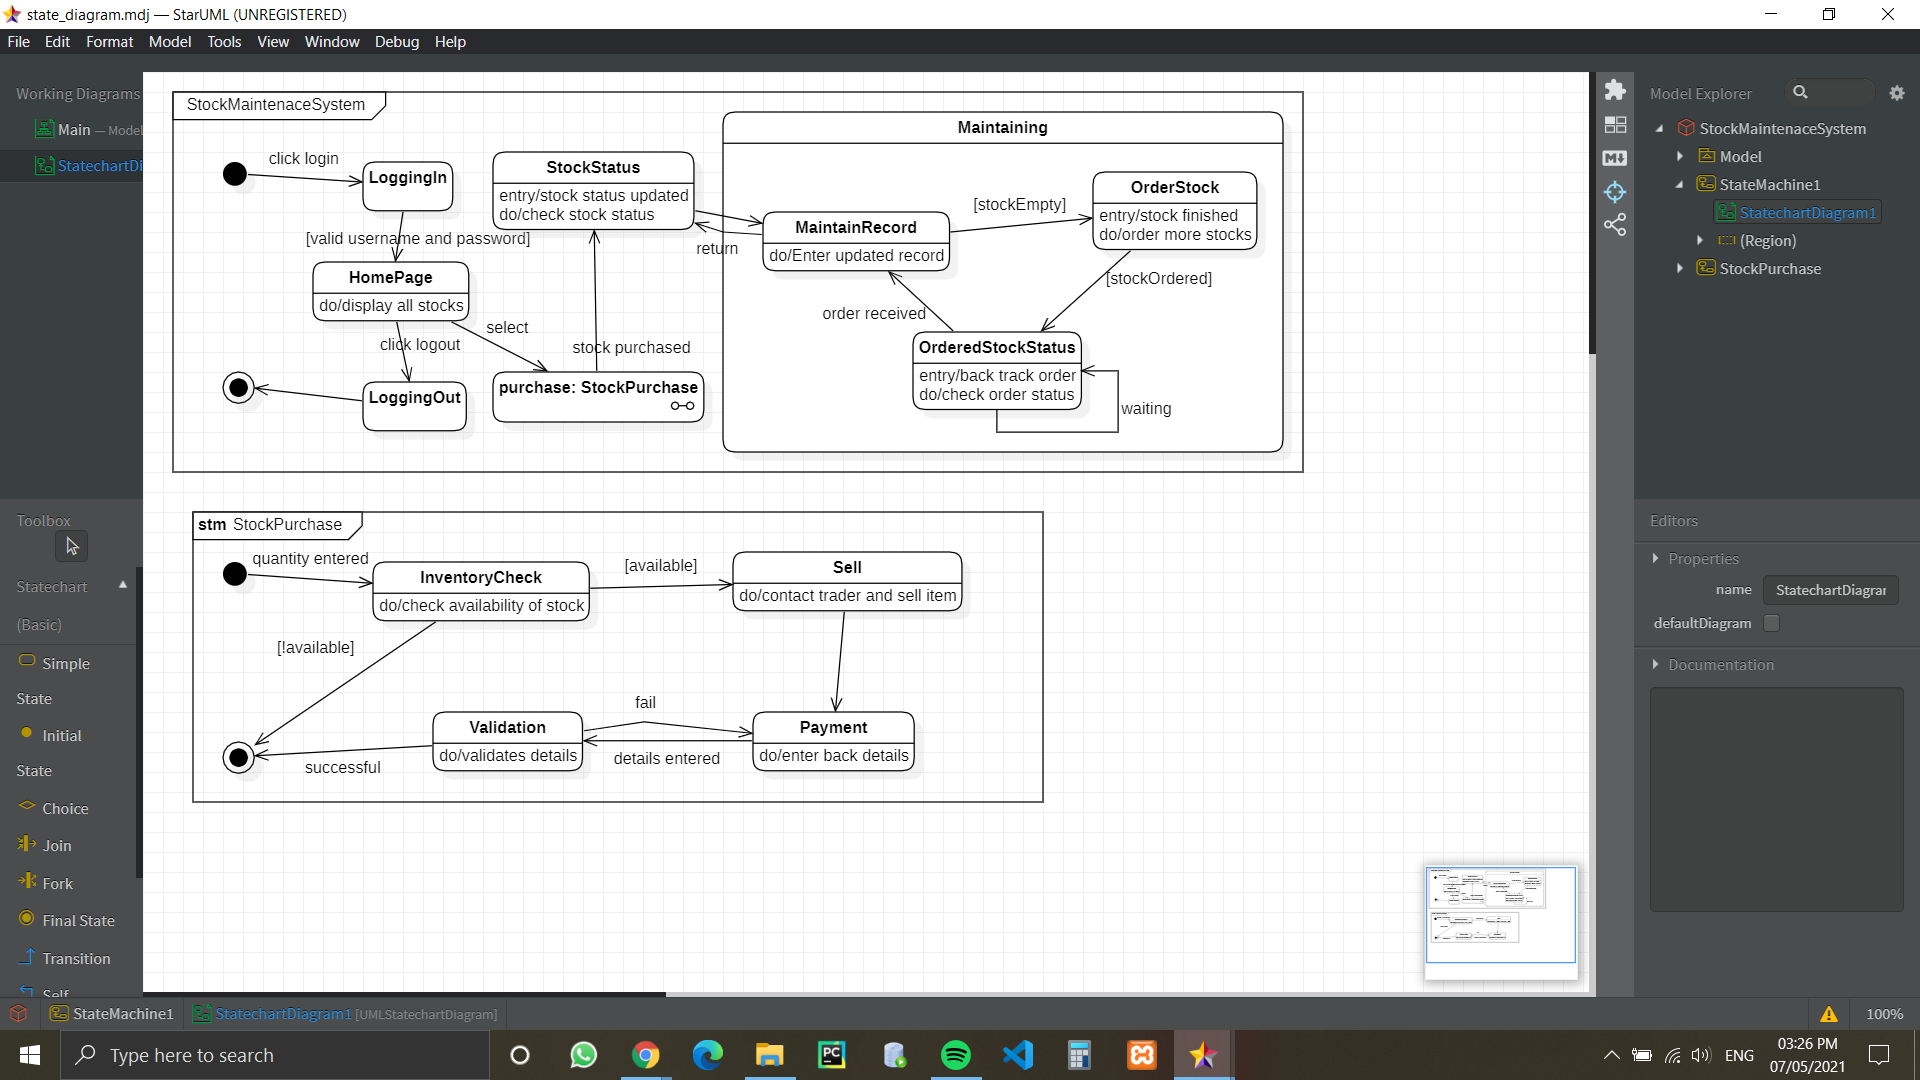 state_diagram.mdj — StarUML (UNREGISTERED)
File Edit Format Model Tools View Window Debug Help
Working Diagrams
Main — Model
StatechartDi
Toolbox
Statechart
(Basic)
Simple
State
Initial
State
Choice
Join
Fork
Final State
Transition
Self
StockMaintenaceSystem
click login
LoggingIn
[valid username and password]
HomePage
do/display all stocks
click logout
LoggingOut
select
StockStatus
entry/stock status updated
do/check stock status
stock purchased
purchase: StockPurchase
return
Maintaining
MaintainRecord
do/Enter updated record
[stockEmpty]
OrderStock
entry/stock finished
do/order more stocks
[stockOrdered]
order received
OrderedStockStatus
entry/back track order
do/check order status
waiting
stm StockPurchase
quantity entered
InventoryCheck
do/check availability of stock
[available]
Sell
do/contact trader and sell item
[!available]
fail
Validation
do/validates details
Payment
do/enter back details
details entered
successful
M
Model Explorer
StockMaintenaceSystem
Model
StateMachine1
StatechartDiagram1
(Region)
StockPurchase
Editors
Properties
name StatechartDiagrar
defaultDiagram
Documentation
StateMachine1 StatechartDiagram1 [UMLStatechartDiagram] 100%
Type here to search
PC
ENG
03:26 PM
07/05/2021